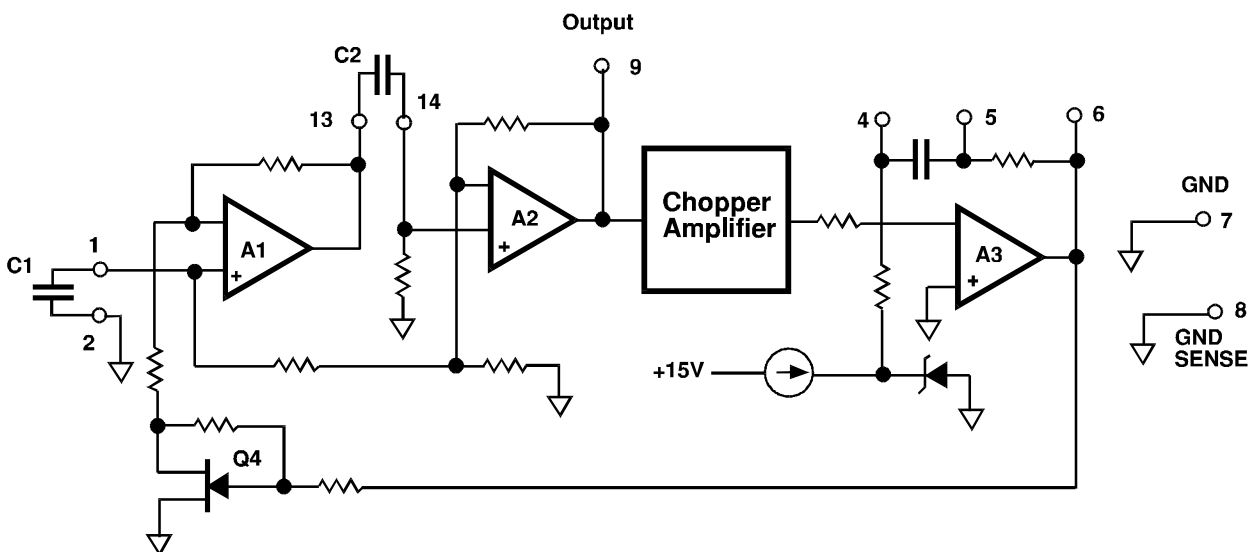 Output
9
C2
13
14
4
5
6
A1
+
A2
+
Chopper
Amplifier
A3
+
GND
7
C1
1
2
8
GND
SENSE
+15V
Q4